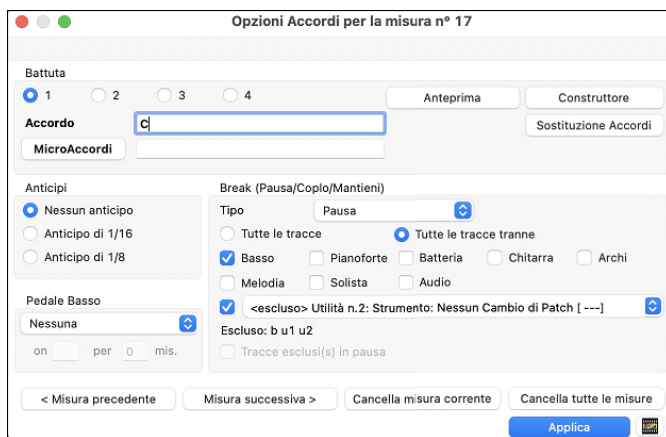 Opzioni Accordi per la misura n° 17
Battuta
1 2 3 4 Anteprima Construttore
Accordo C Sostituzione Accordi
MicroAccordi
Anticipi Break (Pausa/Coplo/Mantieni)
Nessun anticipo Tipo Pausa
Anticipo di 1/16 Tutte le tracce Tutte le tracce tranne
Anticipo di 1/8 Basso Pianoforte Batteria Chitarra Archi
Melodia Solista Audio
Pedale Basso
Nessuna <escluso> Utilità n.2: Strumento: Nessun Cambio di Patch [ ---]
Escluso: b u1 u2
on per 0 mis. Tracce esclusi(s) in pausa
< Misura precedente Misura successiva > Cancella misura corrente Cancella tutte le misure
Applica